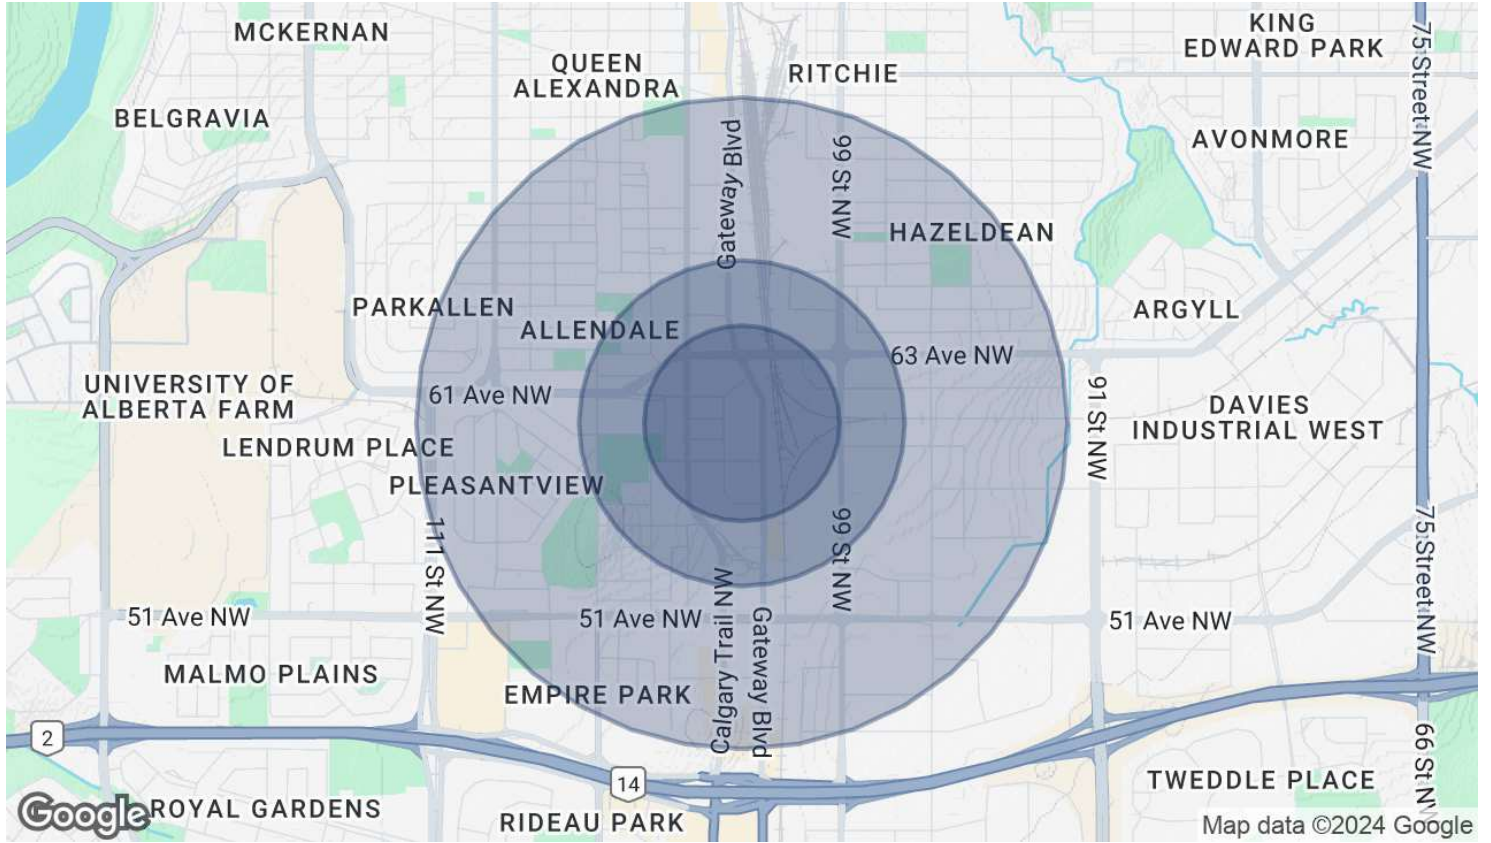 MCKERNAN
KING
EDWARD PARK
75 Street NW
QUEEN
ALEXANDRA
RITCHIE
BELGRAVIA
Gateway Blvd
99 St NW
AVONMORE
HAZELDEAN
PARKALLEN
ALLENDALE
ARGYLL
63 Ave NW
UNIVERSITY OF
ALBERTA FARM
61 Ave NW
91 St NW
DAVIES
INDUSTRIAL WEST
LENDRUM PLACE
PLEASANTVIEW
111 St NW
99 St NW
75 Street NW
51 Ave NW
51 Ave NW
51 Ave NW
Calgary Trail NW
Gateway Blvd
MALMO PLAINS
EMPIRE PARK
2
14
66 St NW
TWEDDLE PLACE
Google
ROYAL GARDENS
RIDEAU PARK
Map data ©2024 Google